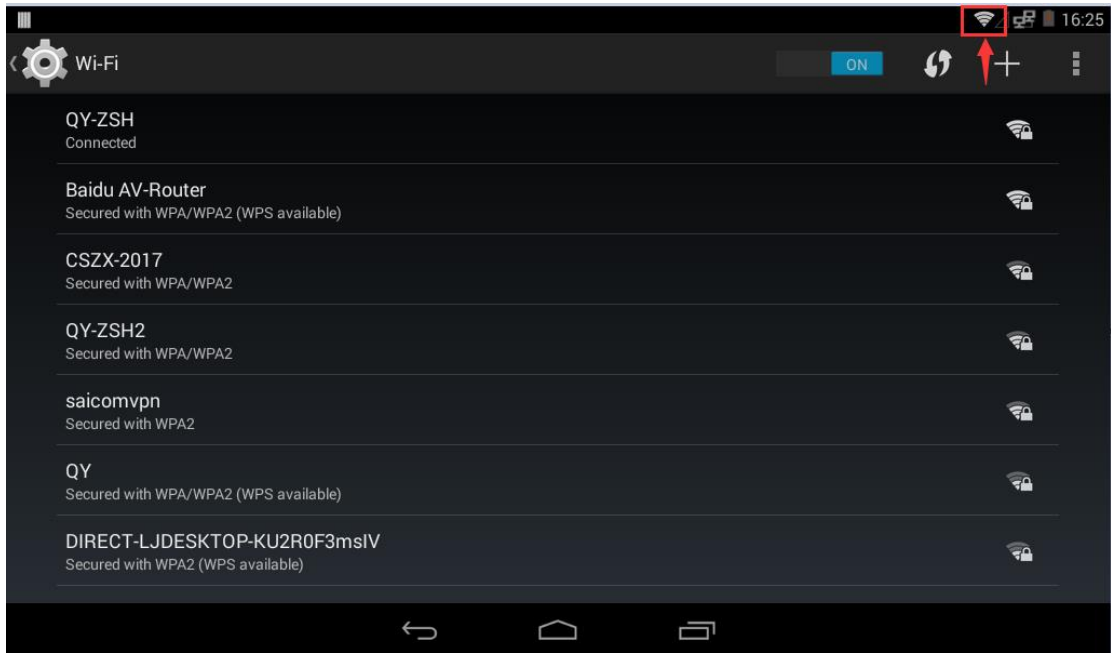 16:25
Wi-Fi
ON
QY-ZSH
Connected
Baidu AV-Router
Secured with WPA/WPA2 (WPS available)
CSZX-2017
Secured with WPA/WPA2
QY-ZSH2
Secured with WPA/WPA2
saicomvpn
Secured with WPA2
QY
Secured with WPA/WPA2 (WPS available)
DIRECT-LJDESKTOP-KU2R0F3msIV
Secured with WPA2 (WPS available)